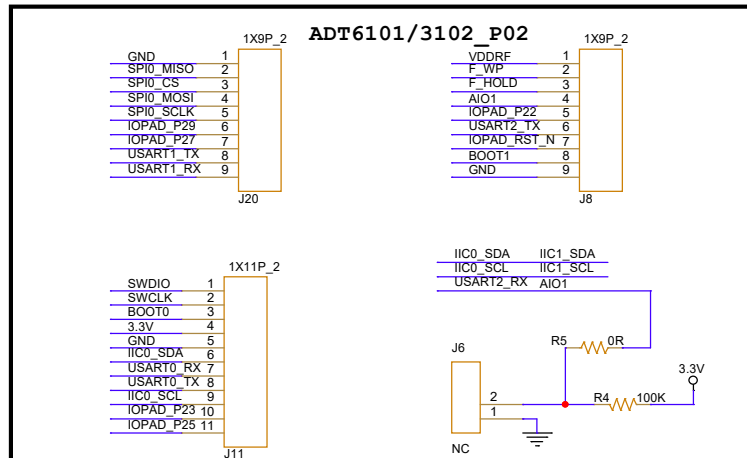 ADT6101/3102_P02
1X9P_2
GND 1
SPI0_MISO 2
SPI0_CS 3
SPI0_MOSI 4
SPI0_SCLK 5
IOPAD_P29 6
IOPAD_P27 7
USART1_TX 8
USART1_RX 9
J20
1X9P_2
VDDRF 1
F_WP 2
F_HOLD 3
AIO1 4
IOPAD_P22 5
USART2_TX 6
IOPAD_RST_N 7
BOOT1 8
GND 9
J8
1X11P_2
SWDIO 1
SWCLK 2
BOOT0 3
3.3V 4
GND 5
IIC0_SDA 6
USART0_RX 7
USART0_TX 8
IIC0_SCL 9
IOPAD_P23 10
IOPAD_P25 11
J11
IIC0_SDA IIC1_SDA
IIC0_SCL IIC1_SCL
USART2_RX AIO1
R5 0R
J6
3.3V
2
R4 100K
1
NC